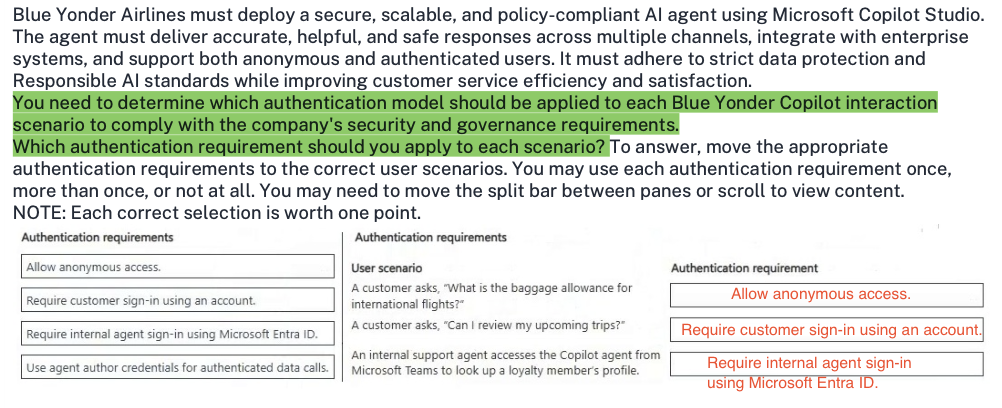 Blue Yonder Airlines must deploy a secure, scalable, and policy-compliant AI agent using Microsoft Copilot Studio.
The agent must deliver accurate, helpful, and safe responses across multiple channels, integrate with enterprise
systems, and support both anonymous and authenticated users. It must adhere to strict data protection and
Responsible AI standards while improving customer service efficiency and satisfaction.
You need to determine which authentication model should be applied to each Blue Yonder Copilot interaction
scenario to comply with the company's security and governance requirements.
Which authentication requirement should you apply to each scenario? To answer, move the appropriate
authentication requirements to the correct user scenarios. You may use each authentication requirement once,
more than once, or not at all. You may need to move the split bar between panes or scroll to view content.
NOTE: Each correct selection is worth one point.
Authentication requirements
Allow anonymous access.
Require customer sign-in using an account.
Require internal agent sign-in using Microsoft Entra ID.
Use agent author credentials for authenticated data calls.
Authentication requirements
User scenario
Authentication requirement
A customer asks, "What is the baggage allowance for
international flights?"
Allow anonymous access.
A customer asks, "Can I review my upcoming trips?"
Require customer sign-in using an account.
An internal support agent accesses the Copilot agent from
Microsoft Teams to look up a loyalty member's profile.
Require internal agent sign-in
using Microsoft Entra ID.